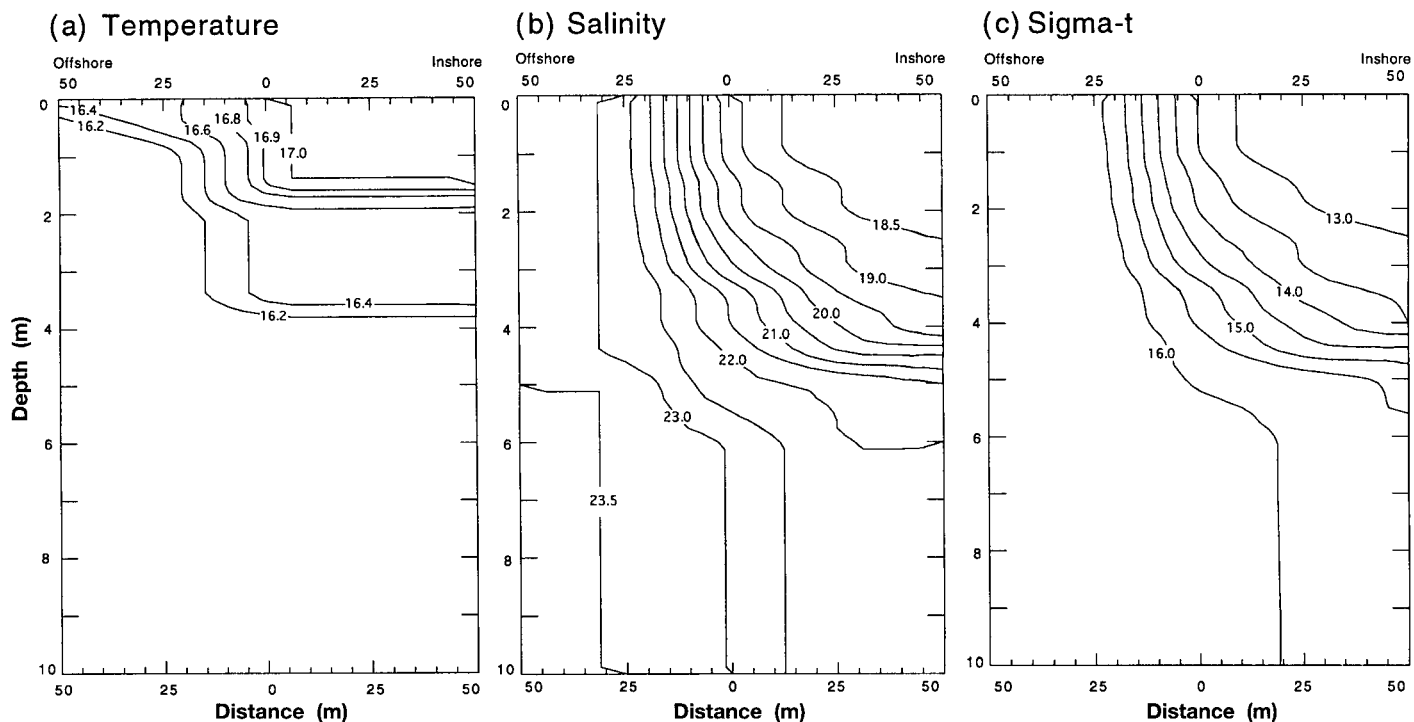 (a) Temperature
Offshore Inshore
50 25 0 25 50
0
2
4
6
8
10
Depth (m)
16.4
16.2
16.6
16.8
16.9
17.0
16.4
16.2
50 25 0 25 50
Distance (m)
(b) Salinity
Offshore Inshore
50 25 0 25 50
0
2
4
6
8
10
18.5
19.0
20.0
21.0
22.0
23.0
23.5
50 25 0 25 50
Distance (m)
(c) Sigma-t
Offshore Inshore
50 25 0 25 50
0
2
4
6
8
10
13.0
14.0
15.0
16.0
50 25 0 25 50
Distance (m)